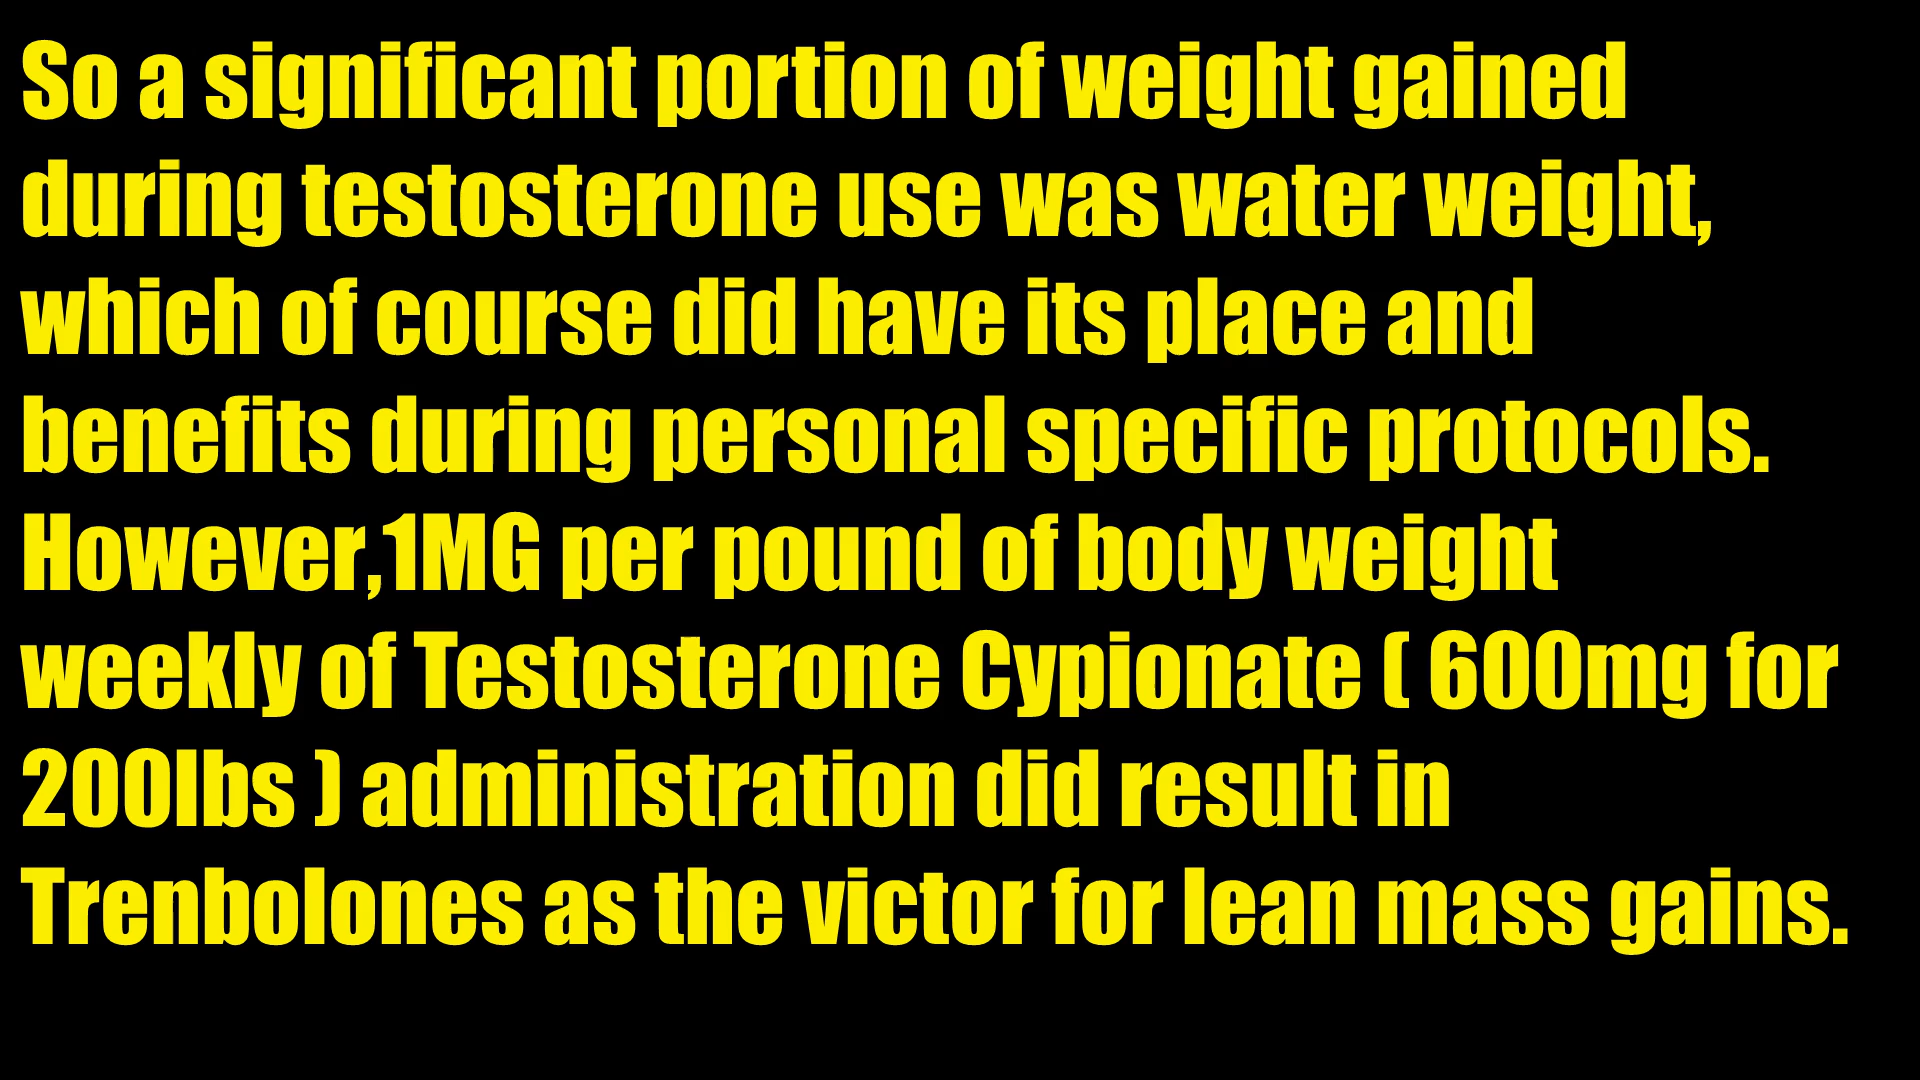 So a significant portion of weight gained
during testosterone use was water weight,
which of course did have its place and
benefits during personal specific protocols.
However,1MG per pound of body weight
weekly of Testosterone Cypionate ( 600mg for
200lbs ) administration did result in
Trenbolones as the victor for lean mass gains.